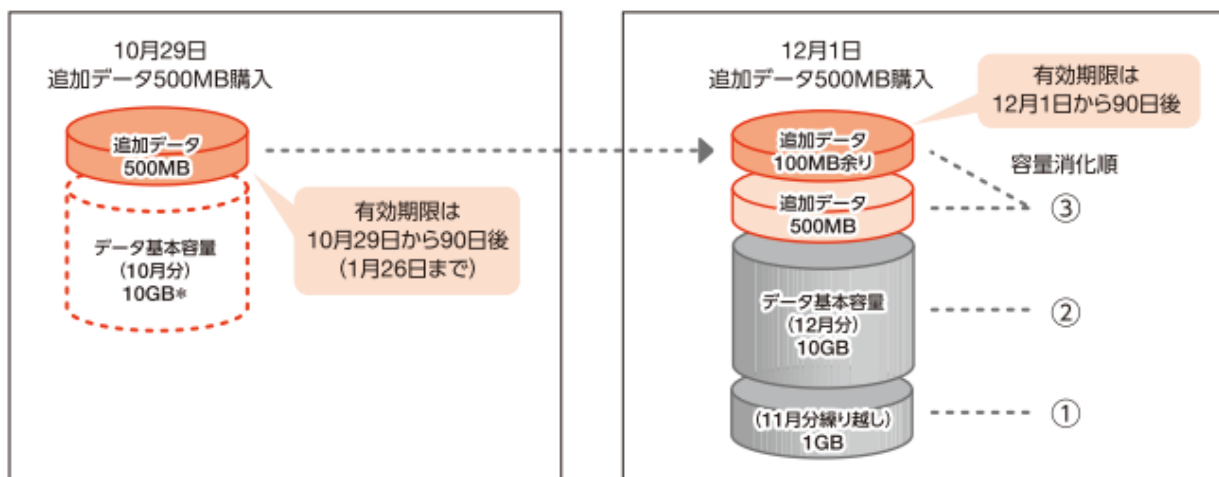 10月29日
追加データ500MB購入
追加データ
500MB
データ基本容量
(10月分)
10GB*
有効期限は
10月29日から90日後
(1月26日まで)
12月1日
追加データ500MB購入
有効期限は
12月1日から90日後
追加データ
100MB余り
容量消化順
追加データ
500MB
③
データ基本容量
(12月分)
10GB
②
(11月分繰り越し)
1GB
①